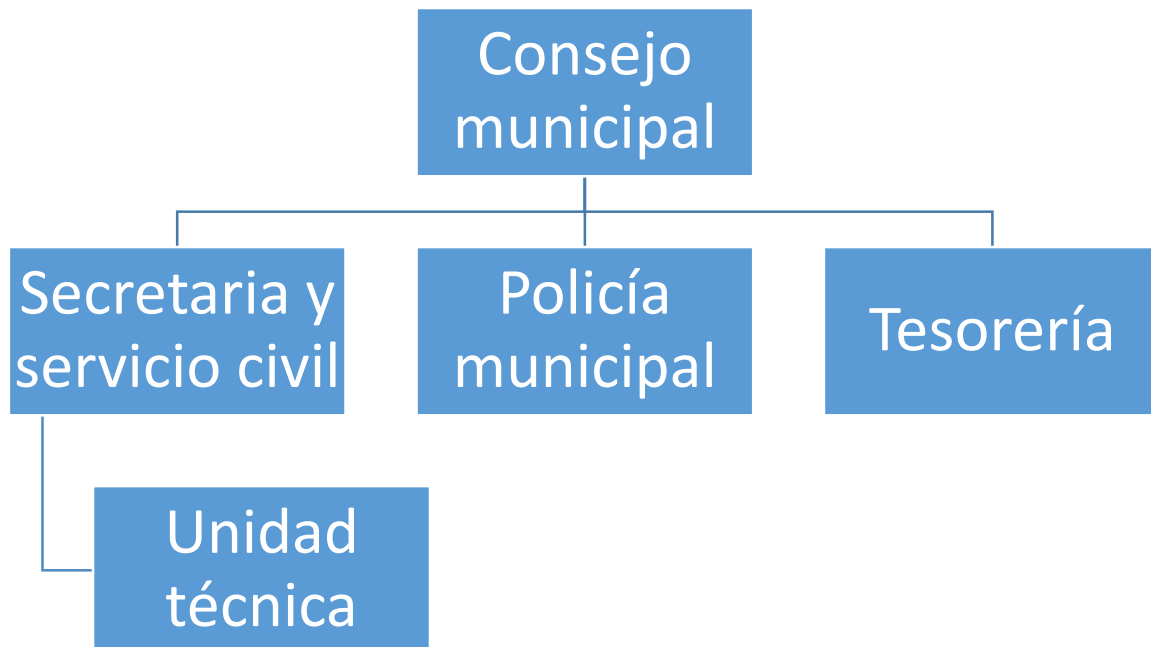 Consejo
municipal
Secretaria y
servicio civil
Policía
municipal
Tesorería
Unidad
técnica